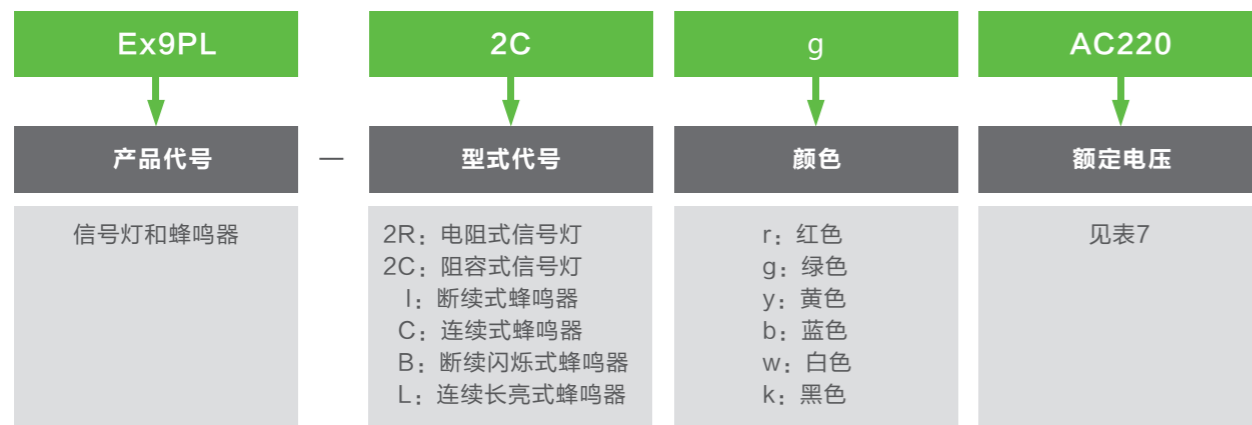 Ex9PL
2C
g
AC220
产品代号
—
型式代号
颜色
额定电压
信号灯和蜂鸣器
2R：电阻式信号灯
2C：阻容式信号灯
I：断续式蜂鸣器
C：连续式蜂鸣器
B：断续闪烁式蜂鸣器
L：连续长亮式蜂鸣器
r：红色
g：绿色
y：黄色
b：蓝色
w：白色
k：黑色
见表7